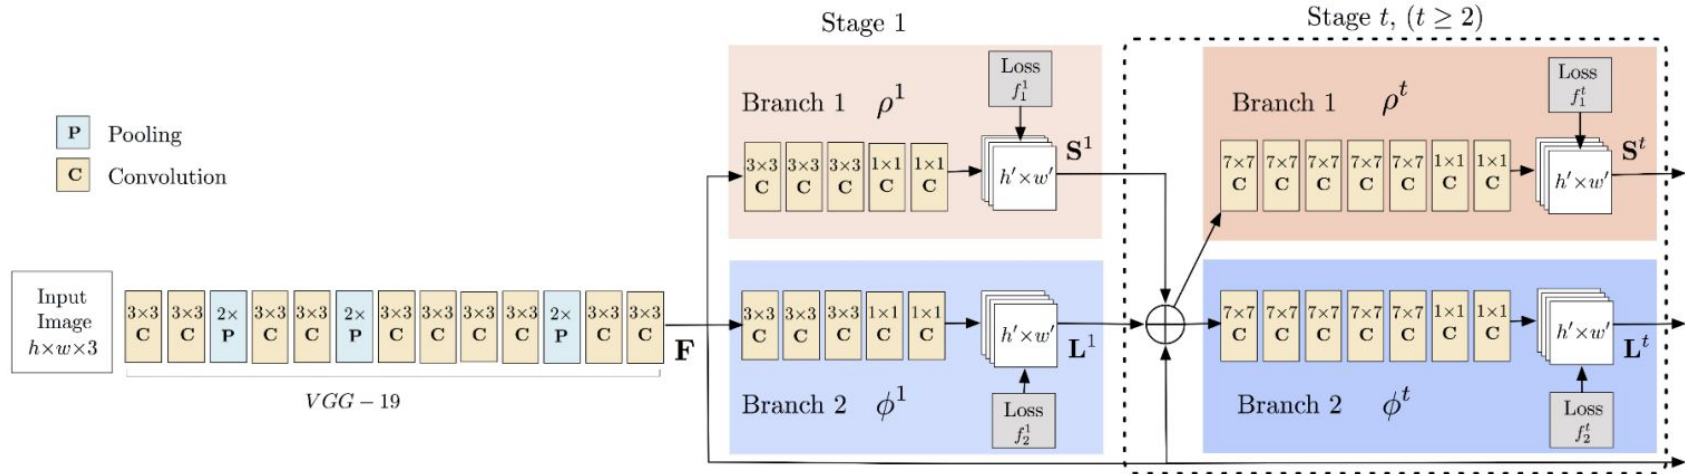 Stage 1
Stage t, (t ≥ 2)
P Pooling
C Convolution
Input
Image
h×w×3
3×3 3×3 2× 3×3 3×3 2× 3×3 3×3 3×3 3×3 2× 3×3 3×3
C C P C C P C C C C P C C
VGG − 19
F
Branch 1 ρ¹
Loss
f₁¹
3×3 3×3 3×3 1×1 1×1
C C C C C
h′×w′
S¹
3×3 3×3 3×3 1×1 1×1
C C C C C
h′×w′
L¹
Branch 2 ϕ¹
Loss
f₂¹
Branch 1 ρᵗ
Loss
f₁ᵗ
7×7 7×7 7×7 7×7 7×7 1×1 1×1
C C C C C C C
h′×w′
Sᵗ
7×7 7×7 7×7 7×7 7×7 1×1 1×1
C C C C C C C
h′×w′
Lᵗ
Branch 2 ϕᵗ
Loss
f₂ᵗ